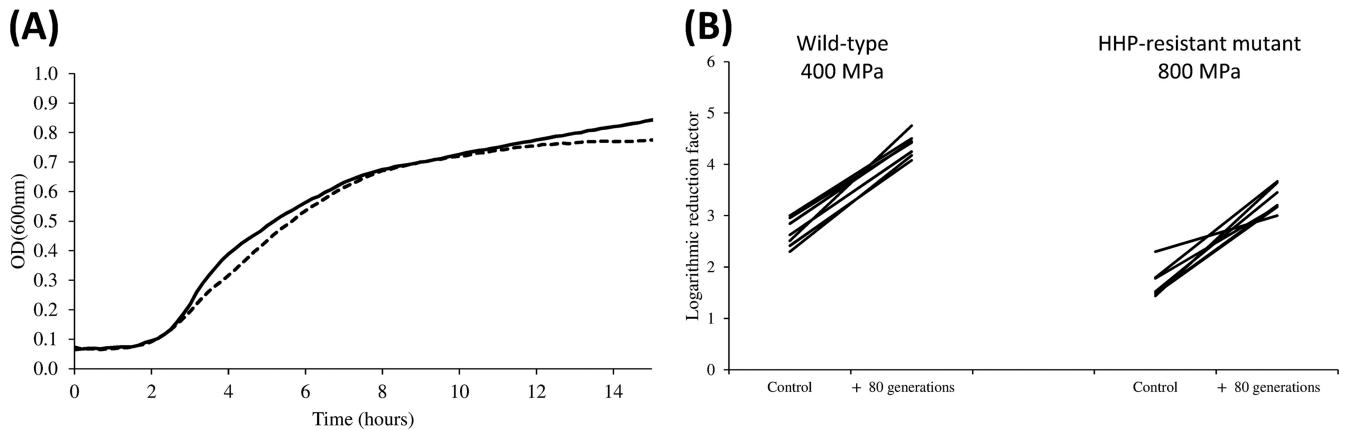 (A)
1.0
0.9
0.8
0.7
0.6
0.5
0.4
0.3
0.2
0.1
0.0
OD(600nm)
0 2 4 6 8 10 12 14
Time (hours)
(B)
Wild-type
400 MPa
HHP-resistant mutant
800 MPa
6
5
4
3
2
1
0
Logarithmic reduction factor
Control + 80 generations Control + 80 generations